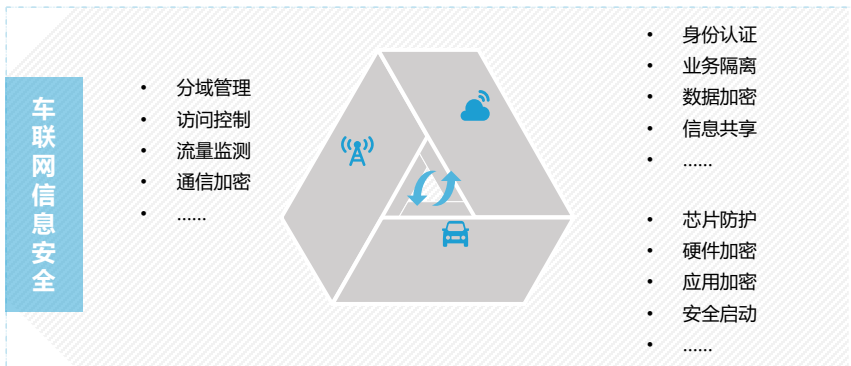 车联网信息安全
• 分域管理
• 访问控制
• 流量监测
• 通信加密
• ......
• 身份认证
• 业务隔离
• 数据加密
• 信息共享
• ......
• 芯片防护
• 硬件加密
• 应用加密
• 安全启动
• ......